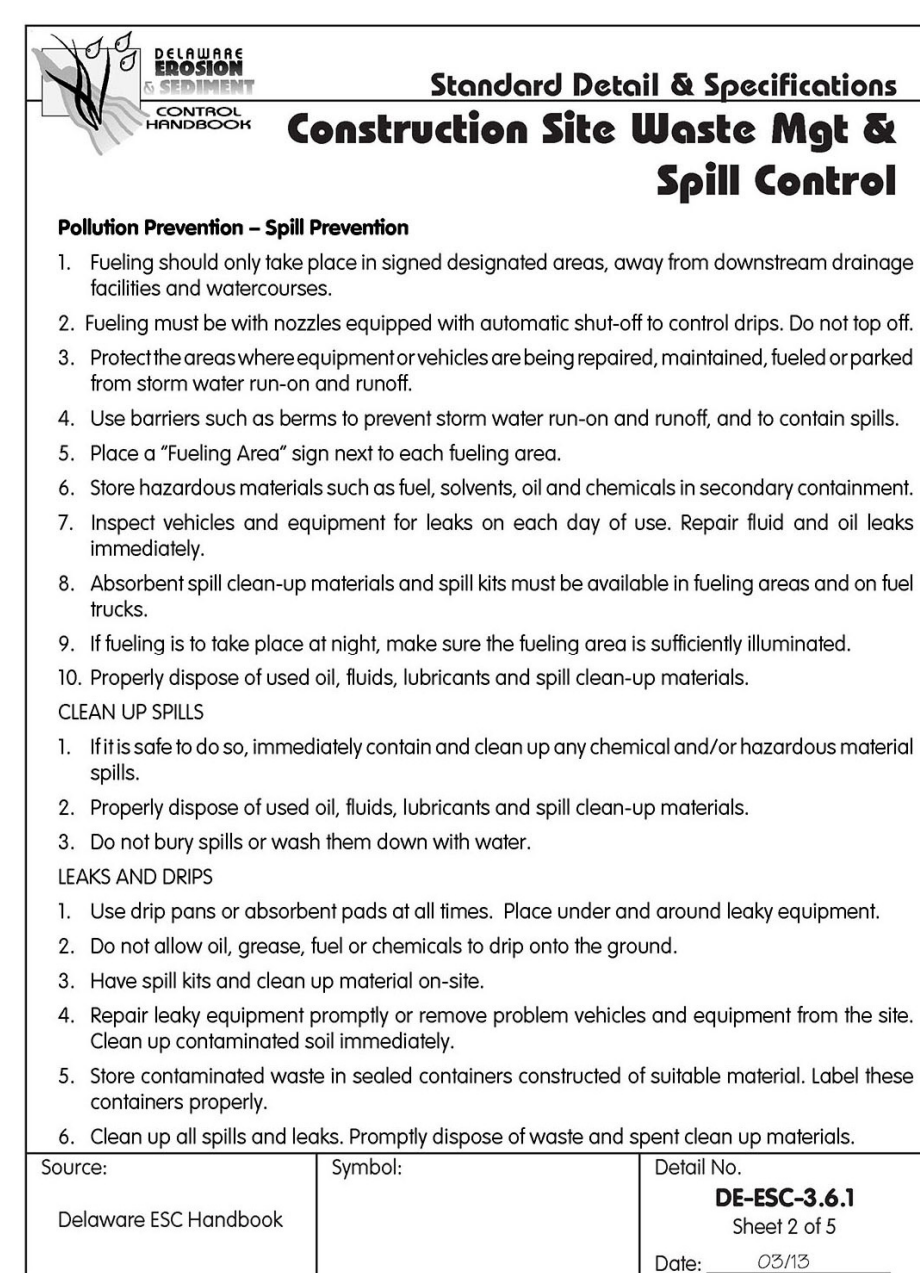 DELAWARE
EROSION
& SEDIMENT
CONTROL
HANDBOOK
Standard Detail & Specifications
Construction Site Waste Mgt &
Spill Control
Pollution Prevention – Spill Prevention
1. Fueling should only take place in signed designated areas, away from downstream drainage
facilities and watercourses.
2. Fueling must be with nozzles equipped with automatic shut-off to control drips. Do not top off.
3. Protect the areas where equipment or vehicles are being repaired, maintained, fueled or parked
from storm water run-on and runoff.
4. Use barriers such as berms to prevent storm water run-on and runoff, and to contain spills.
5. Place a "Fueling Area" sign next to each fueling area.
6. Store hazardous materials such as fuel, solvents, oil and chemicals in secondary containment.
7. Inspect vehicles and equipment for leaks on each day of use. Repair fluid and oil leaks
immediately.
8. Absorbent spill clean-up materials and spill kits must be available in fueling areas and on fuel
trucks.
9. If fueling is to take place at night, make sure the fueling area is sufficiently illuminated.
10. Properly dispose of used oil, fluids, lubricants and spill clean-up materials.
CLEAN UP SPILLS
1. If it is safe to do so, immediately contain and clean up any chemical and/or hazardous material
spills.
2. Properly dispose of used oil, fluids, lubricants and spill clean-up materials.
3. Do not bury spills or wash them down with water.
LEAKS AND DRIPS
1. Use drip pans or absorbent pads at all times. Place under and around leaky equipment.
2. Do not allow oil, grease, fuel or chemicals to drip onto the ground.
3. Have spill kits and clean up material on-site.
4. Repair leaky equipment promptly or remove problem vehicles and equipment from the site.
Clean up contaminated soil immediately.
5. Store contaminated waste in sealed containers constructed of suitable material. Label these
containers properly.
6. Clean up all spills and leaks. Promptly dispose of waste and spent clean up materials.
Source:
Delaware ESC Handbook
Symbol:
Detail No.
DE-ESC-3.6.1
Sheet 2 of 5
Date: 03/13